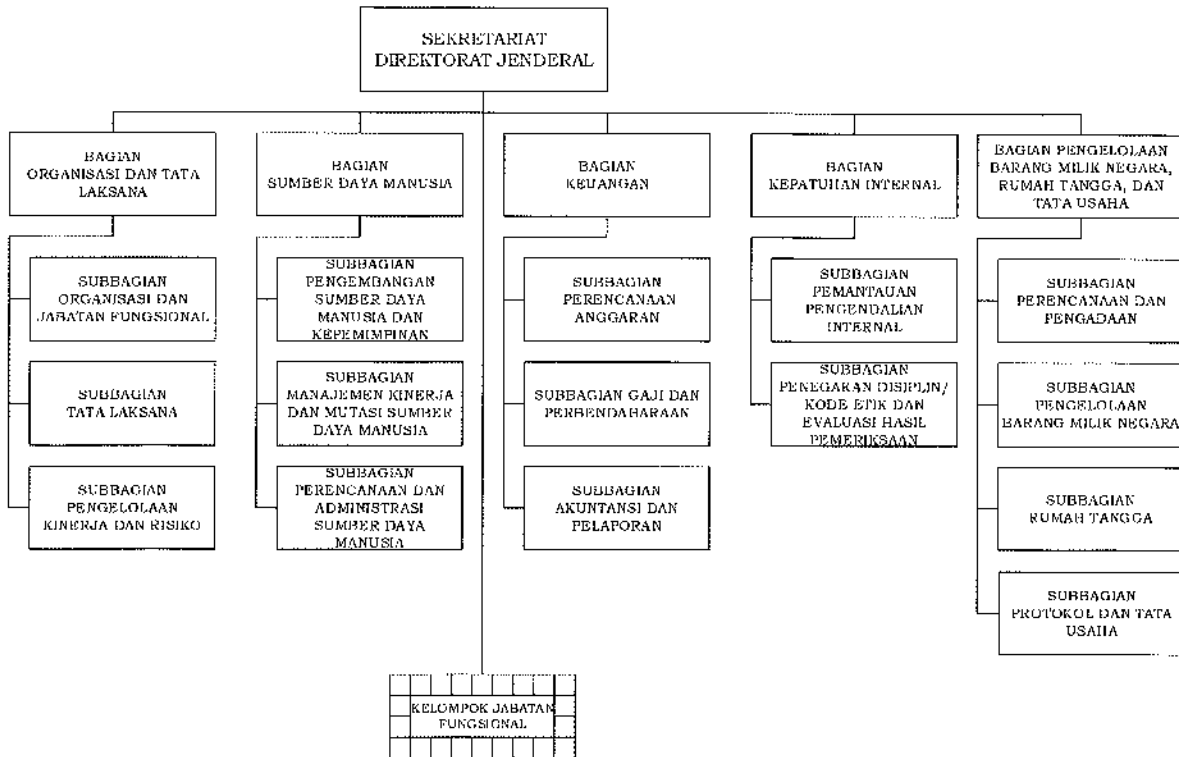 SEKRETARIAT
DIREKTORAT JENDERAL
BAGIAN
ORGANISASI DAN TATA
LAKSANA
BAGIAN
SUMBER DAYA MANUSIA
BAGIAN
KEUANGAN
BAGIAN
KEPATUHAN INTERNAL
BAGIAN PENGELOLAAN
BARANG MILIK NEGARA,
RUMAH TANGGA, DAN
TATA USAHA
SUBBAGIAN
ORGANISASI DAN
JABATAN FUNGSIONAL
SUBBAGIAN
TATA LAKSANA
SUBBAGIAN
PENGELOLAAN
KINERJA DAN RISIKO
SUBBAGIAN
PENGEMBANGAN
SUMBER DAYA
MANUSIA DAN
KEPEMIMPINAN
SUBBAGIAN
MANAJEMEN KINERJA
DAN MUTASI SUMBER
DAYA MANUSIA
SUBBAGIAN
PERENCANAAN DAN
ADMINISTRASI
SUMBER DAYA
MANUSIA
SUBBAGIAN
PERENCANAAN
ANGGARAN
SUBBAGIAN GAJI DAN
PERBENDAHARAAN
SUBBAGIAN
AKUNTANSI DAN
PELAPORAN
SUBBAGIAN
PEMANTAUAN
PENGENDALIAN
INTERNAL
SUBBAGIAN
PENEGAKAN DISIPLIN/
KODE ETIK DAN
EVALUASI HASIL
PEMERIKSAAN
SUBBAGIAN
PERENCANAAN DAN
PENGADAAN
SUBBAGIAN
PENGELOLAAN
BARANG MILIK NEGARA
SUBBAGIAN
RUMAH TANGGA
SUBBAGIAN
PROTOKOL DAN TATA
USAHA
KELOMPOK JABATAN
FUNGSIONAL